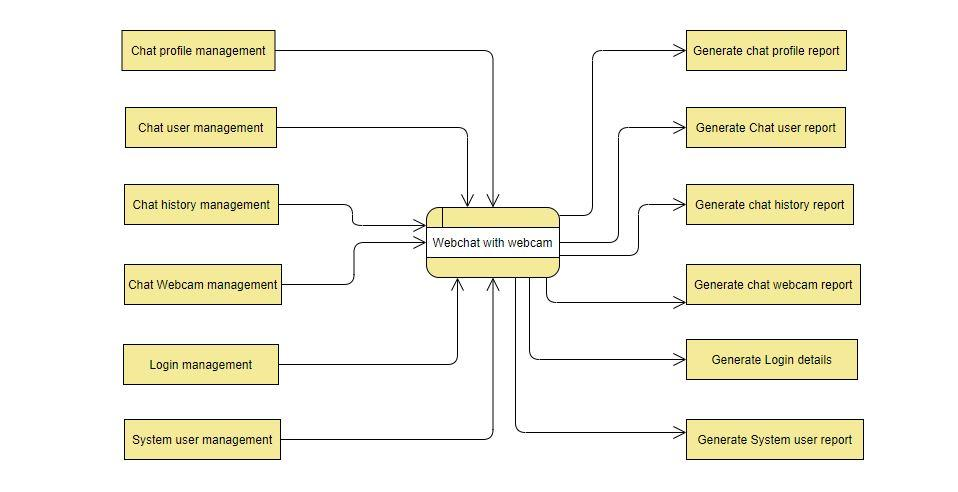 Chat profile management
Generate chat profile report
Chat user management
Generate Chat user report
Chat history management
Generate chat history report
Webchat with webcam
Chat Webcam management
Generate chat webcam report
Login management
Generate Login details
System user management
Generate System user report